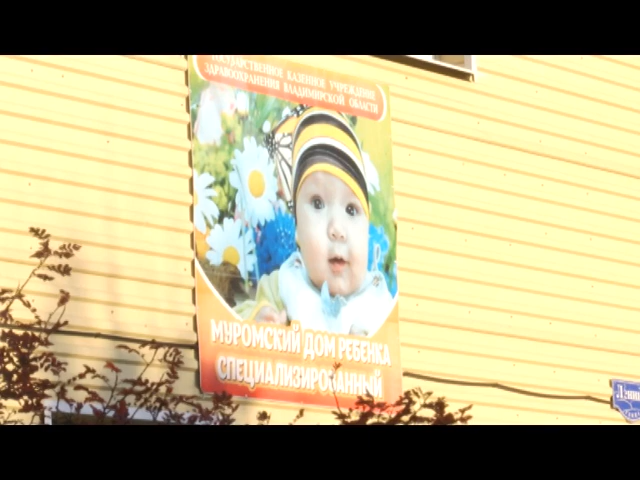 ГОСУДАРСТВЕННОЕ КАЗЕННОЕ УЧРЕЖДЕНИЕ
ЗДРАВООХРАНЕНИЯ ВЛАДИМИРСКОЙ ОБЛАСТИ
МУРОМСКИЙ ДОМ РЕБЕНКА
СПЕЦИАЛИЗИРОВАННЫЙ